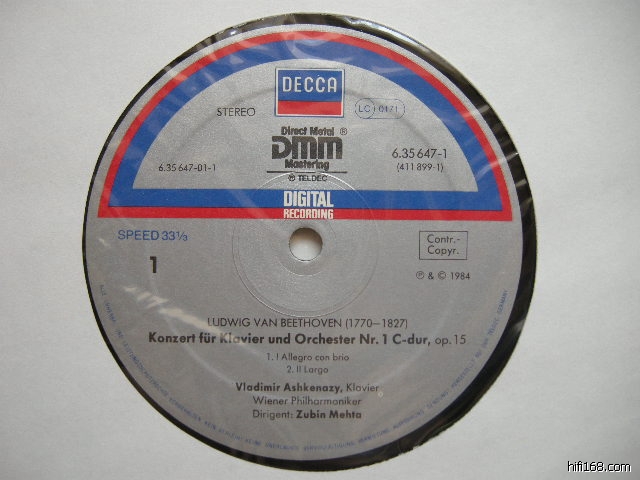 DECCA
STEREO
LC 0171
Direct Metal ®
DMM
Mastering
℗ TELDEC
6.35 647-01-1
6.35 647-1
(411 899-1)
DIGITAL
RECORDING
SPEED 33⅓
1
Contr.-
Copyr.
℗ & © 1984
LUDWIG VAN BEETHOVEN (1770–1827)
Konzert für Klavier und Orchester Nr. 1 C-dur, op. 15
1. I Allegro con brio
2. II Largo
Vladimir Ashkenazy, Klavier
Wiener Philharmoniker
Dirigent: Zubin Mehta
hifi168.com